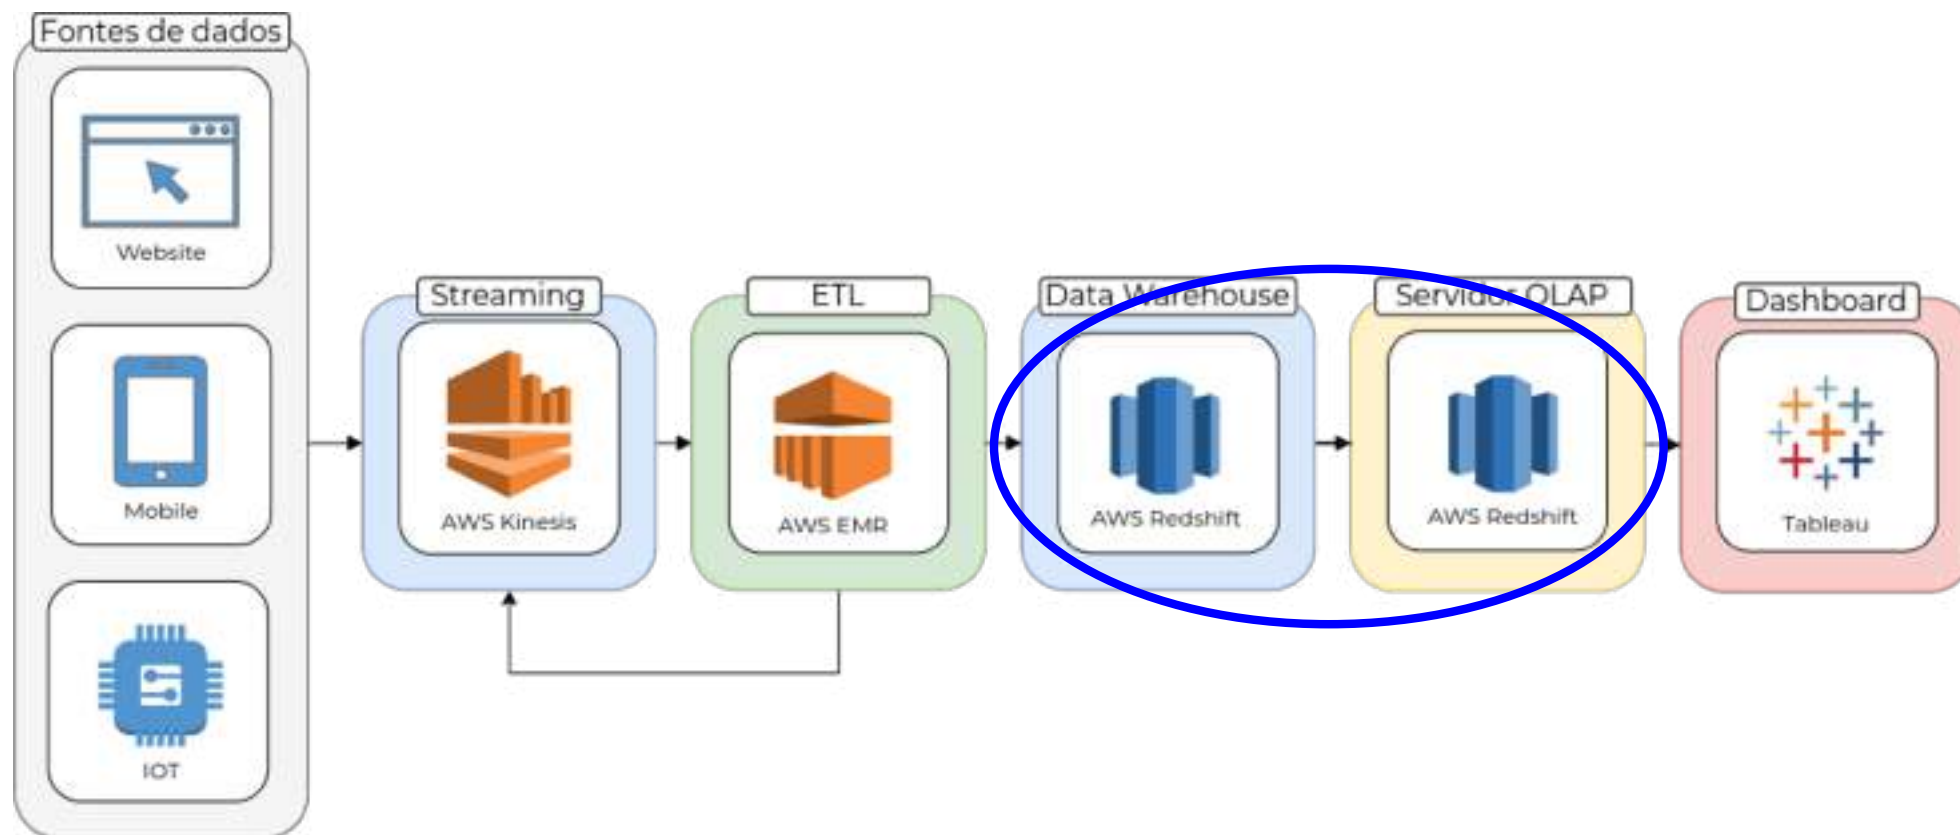 Fontes de dados
Website
Mobile
IOT
Streaming
AWS Kinesis
ETL
AWS EMR
Data Warehouse
AWS Redshift
Servidor OLAP
AWS Redshift
Dashboard
Tableau